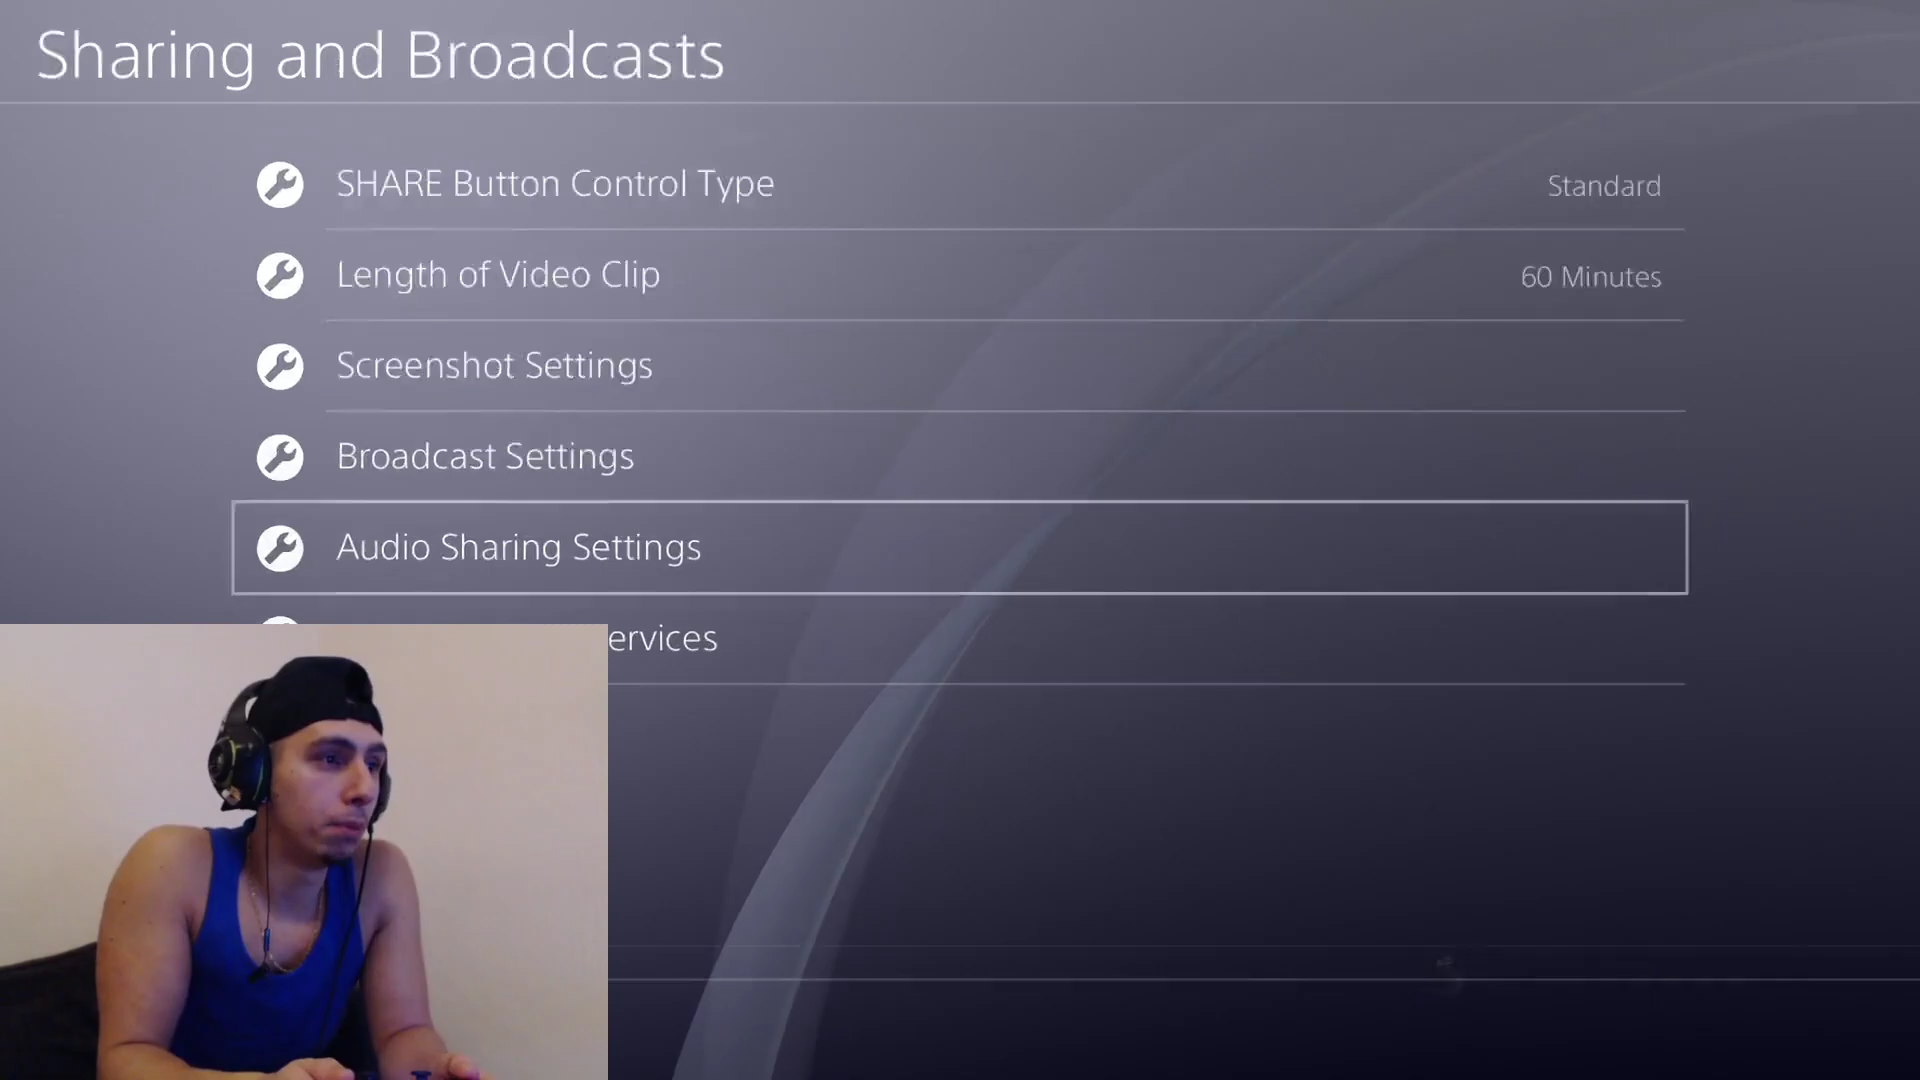 Sharing and Broadcasts
SHARE Button Control Type
Standard
Length of Video Clip
60 Minutes
Screenshot Settings
Broadcast Settings
Audio Sharing Settings
ervices